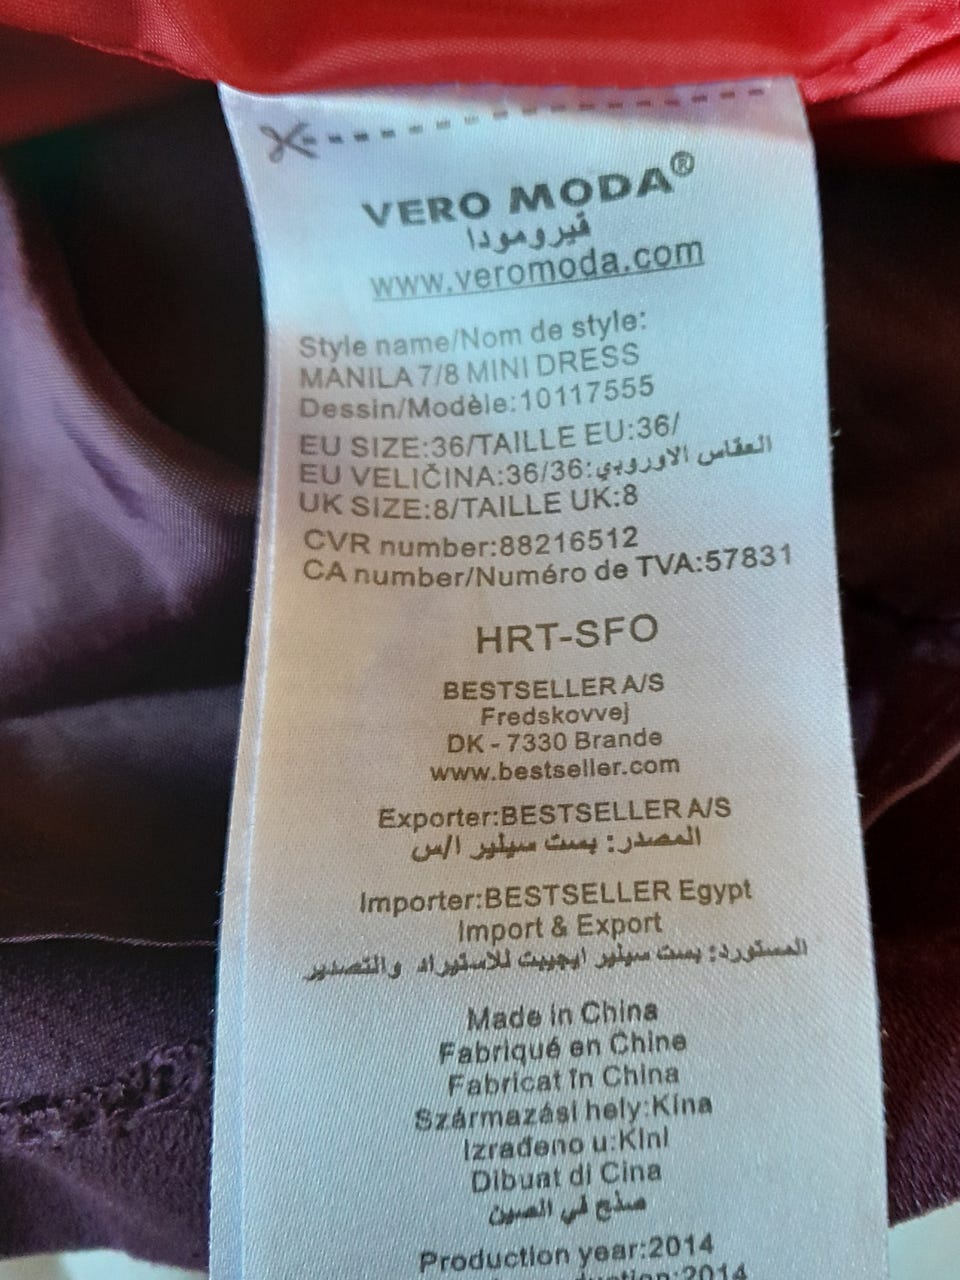 VERO MODA®
فيرومودا
www.veromoda.com
Style name/Nom de style:
MANILA 7/8 MINI DRESS
Dessin/Modèle:10117555
EU SIZE:36/TAILLE EU:36/
EU VELIČINA:36/36:العقاس الاوروبي
UK SIZE:8/TAILLE UK:8
CVR number:88216512
CA number/Numéro de TVA:57831
HRT-SFO
BESTSELLER A/S
Fredskovvej
DK - 7330 Brande
www.bestseller.com
Exporter:BESTSELLER A/S
المصدر: بست سيلير ا/س
Importer:BESTSELLER Egypt
Import & Export
المستورد: بست سيلير ايجيبت للاستيراد والتصدير
Made in China
Fabriqué en Chine
Fabricat în China
Származási hely:Kína
Izrađeno u:KInI
Dibuat di Cina
صنع في الصين
Production year:2014
:2014